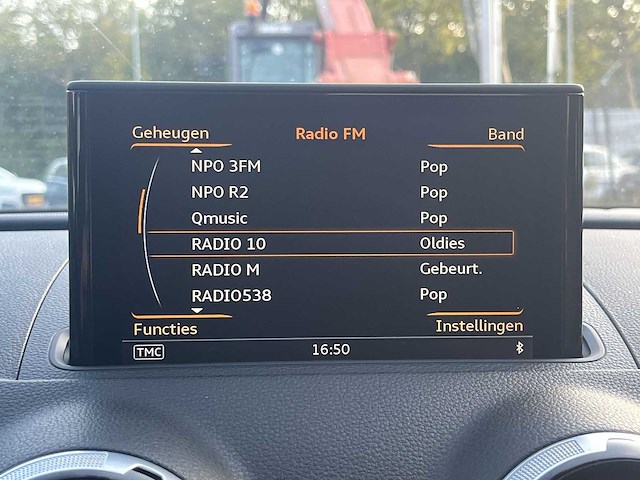 Geheugen Radio FM Band
NPO 3FM Pop
NPO R2 Pop
Qmusic Pop
RADIO 10 Oldies
RADIO M Gebeurt.
RADIO538 Pop
Functies Instellingen
TMC 16:50